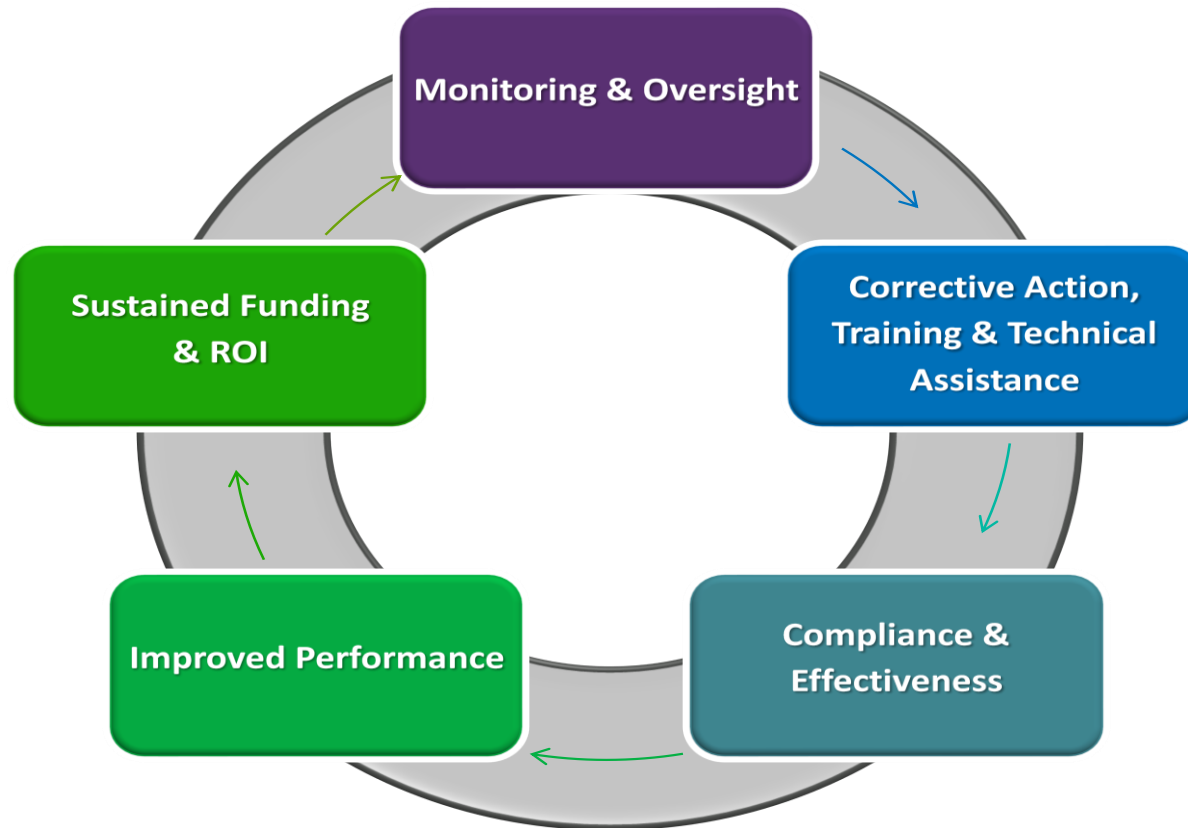 Monitoring & Oversight
Corrective Action,
Training & Technical
Assistance
Compliance &
Effectiveness
Improved Performance
Sustained Funding
& ROI